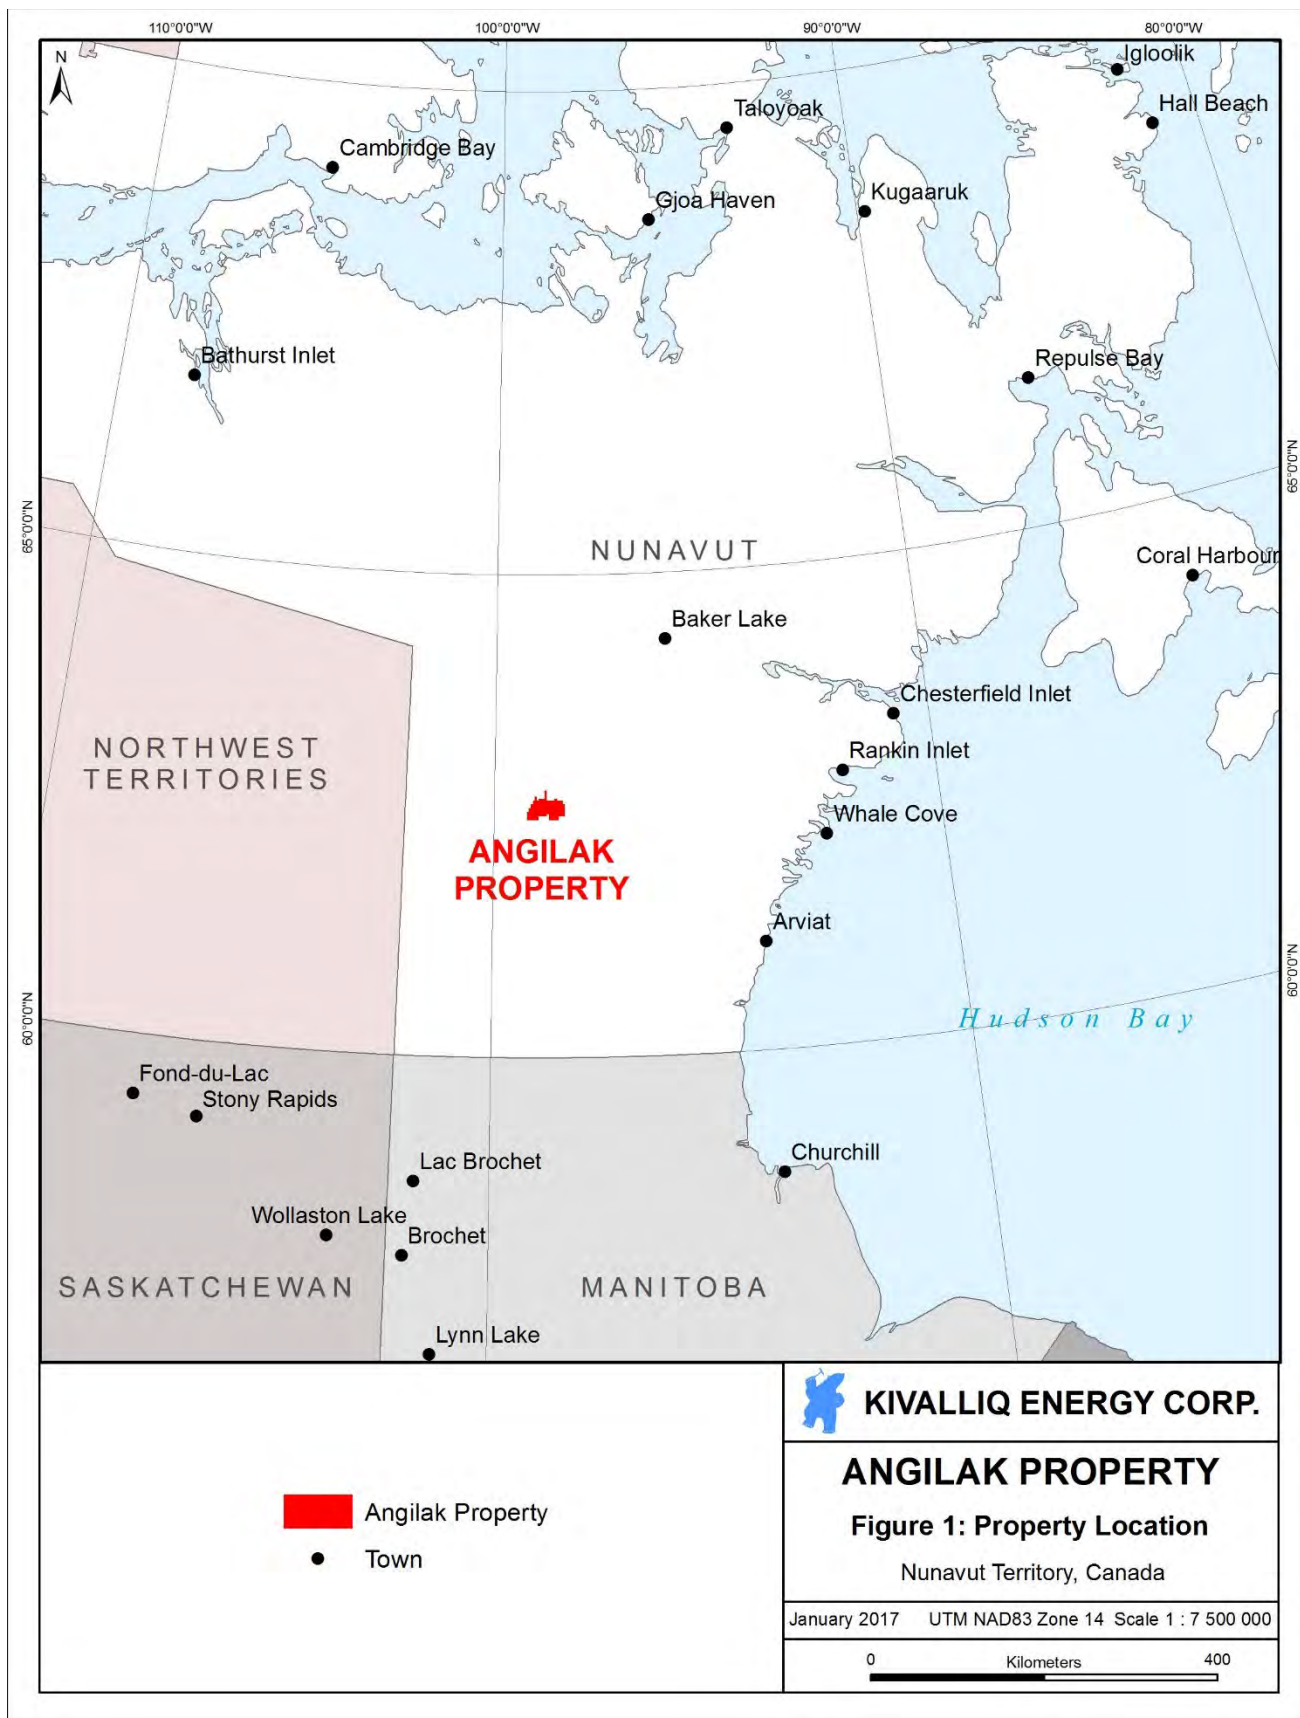 110°0'0"W
100°0'0"W
90°0'0"W
80°0'0"W
N
Igloolik
Hall Beach
Taloyoak
Cambridge Bay
Kugaaruk
Gjoa Haven
Bathurst Inlet
Repulse Bay
65°0'0"N
65°0'0"N
NUNAVUT
Coral Harbour
Baker Lake
Chesterfield Inlet
NORTHWEST
TERRITORIES
Rankin Inlet
Whale Cove
ANGILAK
PROPERTY
Arviat
60°0'0"N
60°0'0"N
Hudson Bay
Fond-du-Lac
Stony Rapids
Churchill
Lac Brochet
Wollaston Lake
Brochet
SASKATCHEWAN
MANITOBA
Lynn Lake
KIVALLIQ ENERGY CORP.
ANGILAK PROPERTY
Figure 1: Property Location
Nunavut Territory, Canada
January 2017 UTM NAD83 Zone 14 Scale 1 : 7 500 000
0 Kilometers 400
Angilak Property
Town